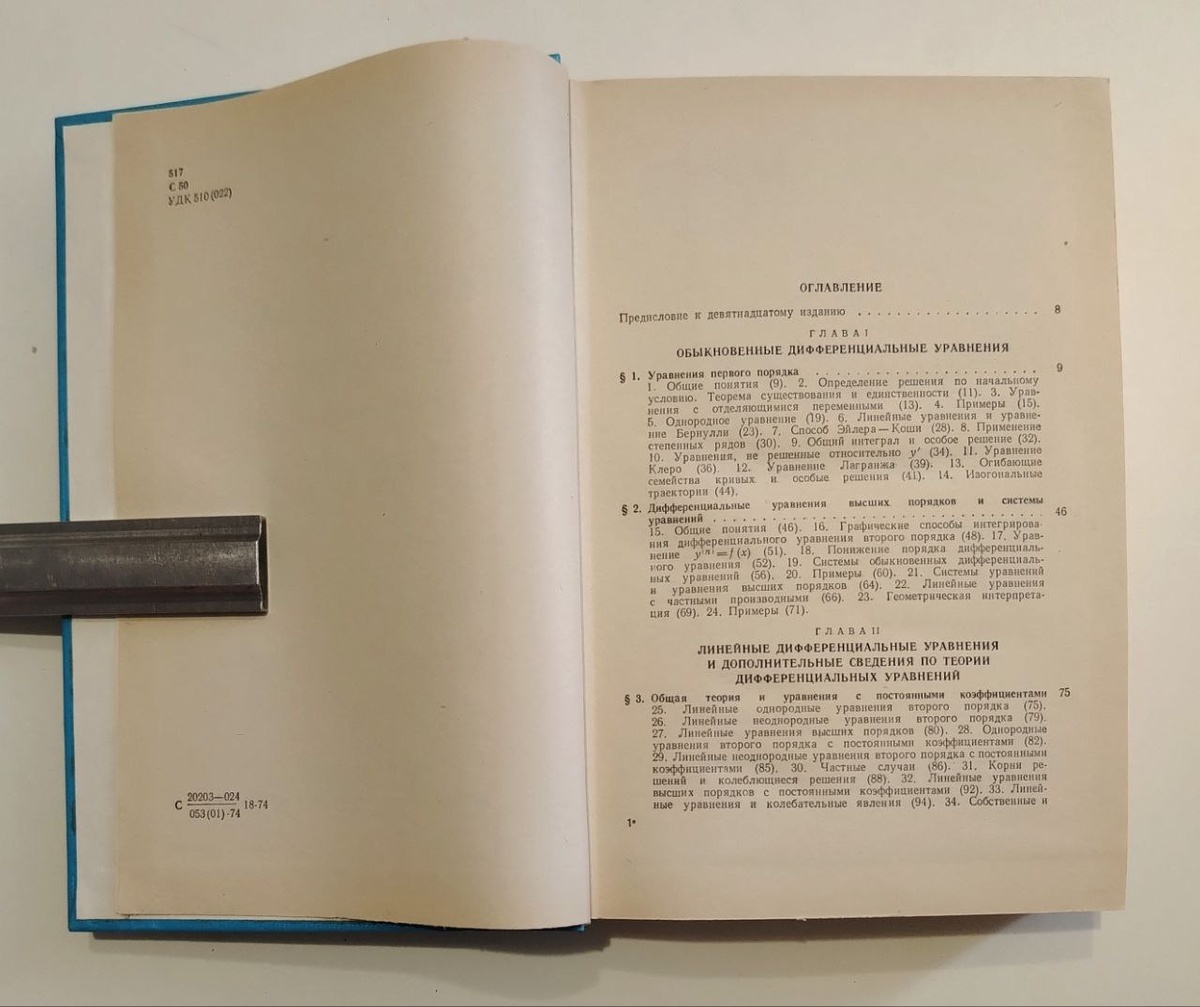 517
С 50
УДК 510 (022)
С 20203—024 18-74
053 (01)-74
ОГЛАВЛЕНИЕ
Предисловие к девятнадцатому изданию . . . . . . . . . . . . . . . . . . 8
ГЛАВА I
ОБЫКНОВЕННЫЕ ДИФФЕРЕНЦИАЛЬНЫЕ УРАВНЕНИЯ
§ 1. Уравнения первого порядка . . . . . . . . . . . . . . . . . . . . . . 9
1. Общие понятия (9). 2. Определение решения по начальному
условию. Теорема существования и единственности (11). 3. Урав-
нения с отделяющимися переменными (13). 4. Примеры (15).
5. Однородное уравнение (19). 6. Линейные уравнения и уравне-
ние Бернулли (23). 7. Способ Эйлера—Коши (28). 8. Применение
степенных рядов (30). 9. Общий интеграл и особое решение (32).
10. Уравнения, не решенные относительно y′ (34). 11. Уравнение
Клеро (36). 12. Уравнение Лагранжа (39). 13. Огибающие
семейства кривых и особые решения (41). 14. Изогональные
траектории (44).
§ 2. Дифференциальные уравнения высших порядков и системы
уравнений . . . . . . . . . . . . . . . . . . . . . . . . . . . . . . . . 46
15. Общие понятия (46). 16. Графические способы интегрирова-
ния дифференциального уравнения второго порядка (48). 17. Урав-
нение y⁽ⁿ⁾=f(x) (51). 18. Понижение порядка дифференциаль-
ного уравнения (52). 19. Системы обыкновенных дифференциаль-
ных уравнений (56). 20. Примеры (60). 21. Системы уравнений
и уравнения высших порядков (64). 22. Линейные уравнения
с частными производными (66). 23. Геометрическая интерпрета-
ция (69). 24. Примеры (71).
ГЛАВА II
ЛИНЕЙНЫЕ ДИФФЕРЕНЦИАЛЬНЫЕ УРАВНЕНИЯ
И ДОПОЛНИТЕЛЬНЫЕ СВЕДЕНИЯ ПО ТЕОРИИ
ДИФФЕРЕНЦИАЛЬНЫХ УРАВНЕНИЙ
§ 3. Общая теория и уравнения с постоянными коэффициентами 75
25. Линейные однородные уравнения второго порядка (75).
26. Линейные неоднородные уравнения второго порядка (79).
27. Линейные уравнения высших порядков (80). 28. Однородные
уравнения второго порядка с постоянными коэффициентами (82).
29. Линейные неоднородные уравнения второго порядка с постоянными
коэффициентами (85). 30. Частные случаи (86). 31. Корни ре-
шений и колеблющиеся решения (88). 32. Линейные уравнения
высших порядков с постоянными коэффициентами (92). 33. Линей-
ные уравнения и колебательные явления (94). 34. Собственные и
1*